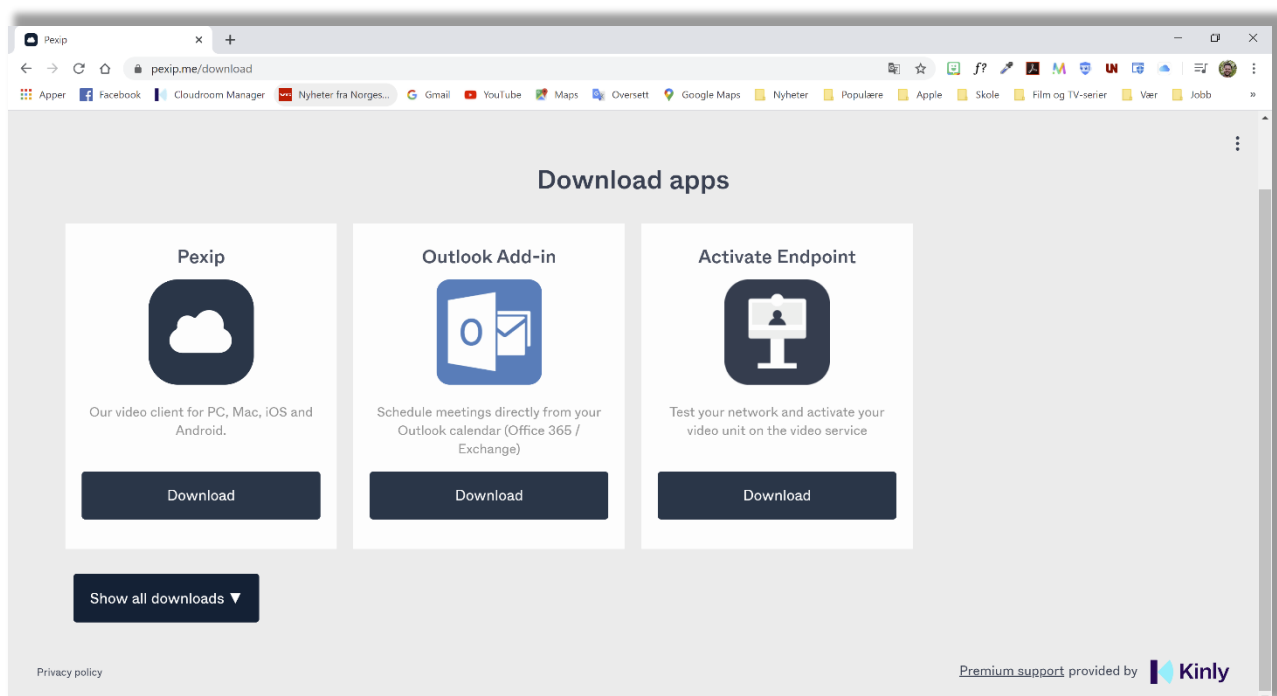 Pexip
pexip.me/download
f?
UN
Apper Facebook Cloudroom Manager Nyheter fra Norges... Gmail YouTube Maps Oversett Google Maps Nyheter Populære Apple Skole Film og TV-serier Vær Jobb »
Download apps
Pexip
Our video client for PC, Mac, iOS and
Android.
Download
Outlook Add-in
Schedule meetings directly from your
Outlook calendar (Office 365 /
Exchange)
Download
Activate Endpoint
Test your network and activate your
video unit on the video service
Download
Show all downloads ▼
Privacy policy
Premium support provided by Kinly